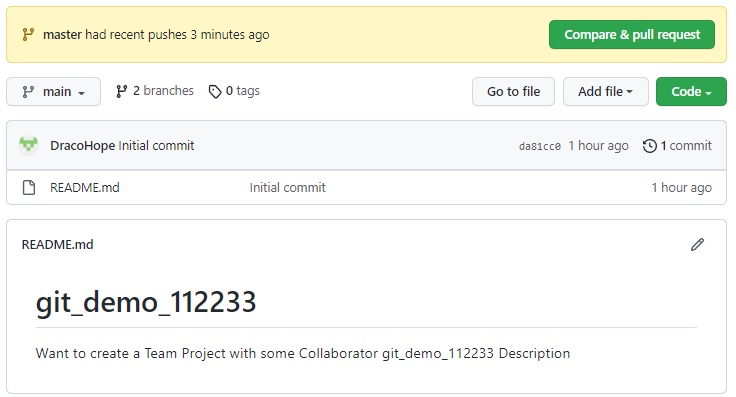 master had recent pushes 3 minutes ago
Compare & pull request
main
2 branches
0 tags
Go to file
Add file
Code
DracoHope Initial commit
da81cc0 1 hour ago
1 commit
README.md
Initial commit
1 hour ago
README.md
git_demo_112233
Want to create a Team Project with some Collaborator git_demo_112233 Description